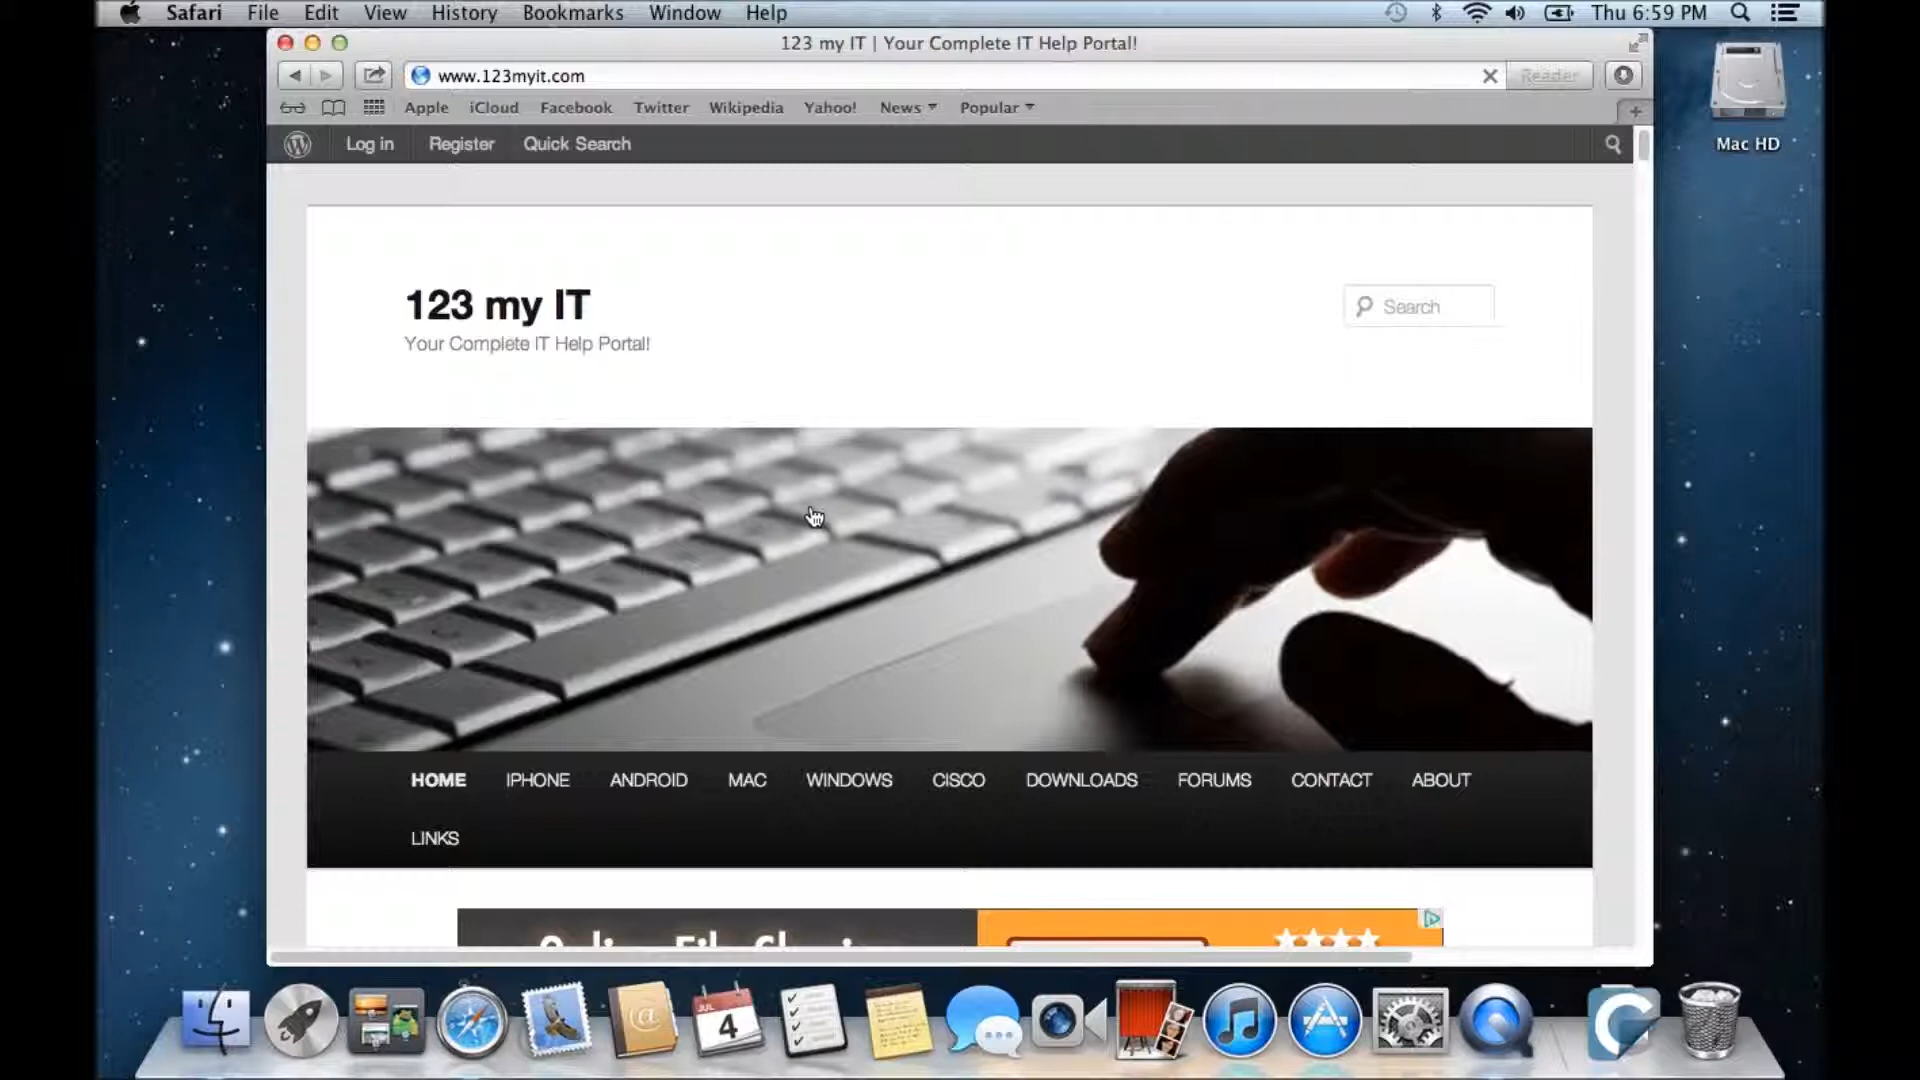 Safari File Edit View History Bookmarks Window Help Thu 6:59 PM
123 my IT | Your Complete IT Help Portal!
www.123myit.com Reader
Apple iCloud Facebook Twitter Wikipedia Yahoo! News Popular
Mac HD
Log in Register Quick Search
123 my IT
Search
Your Complete IT Help Portal!
HOME IPHONE ANDROID MAC WINDOWS CISCO DOWNLOADS FORUMS CONTACT ABOUT
LINKS
JUL
4